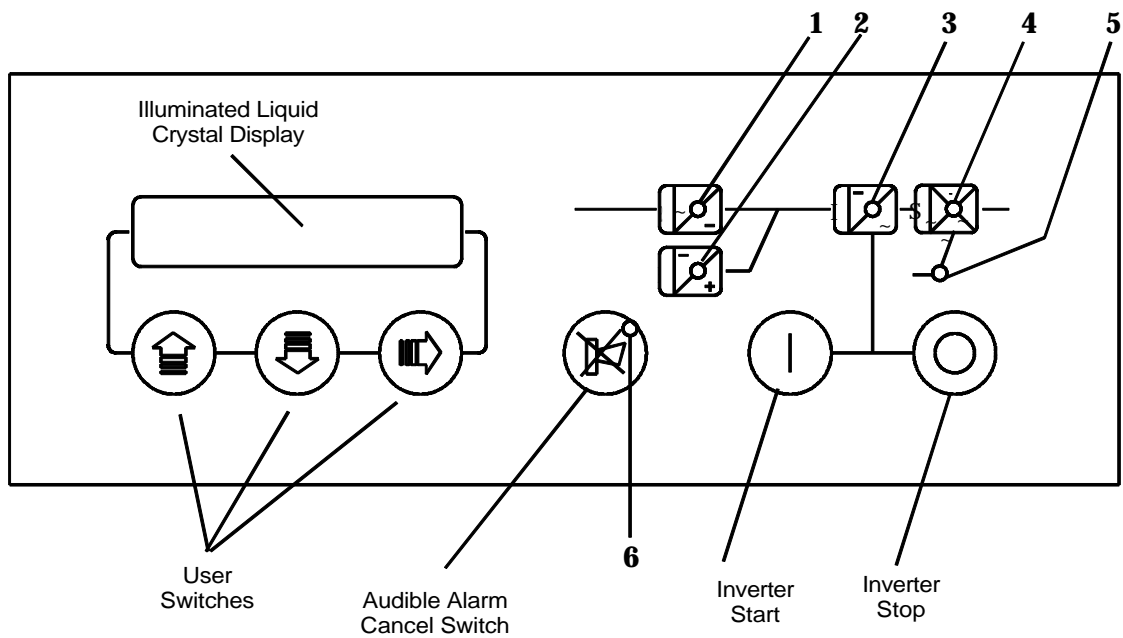 1 2 3 4 5
Illuminated Liquid
Crystal Display
~ - - I ~ S ~ - ~
- + ~
6
User
Switches
Audible Alarm
Cancel Switch
Inverter
Start
Inverter
Stop